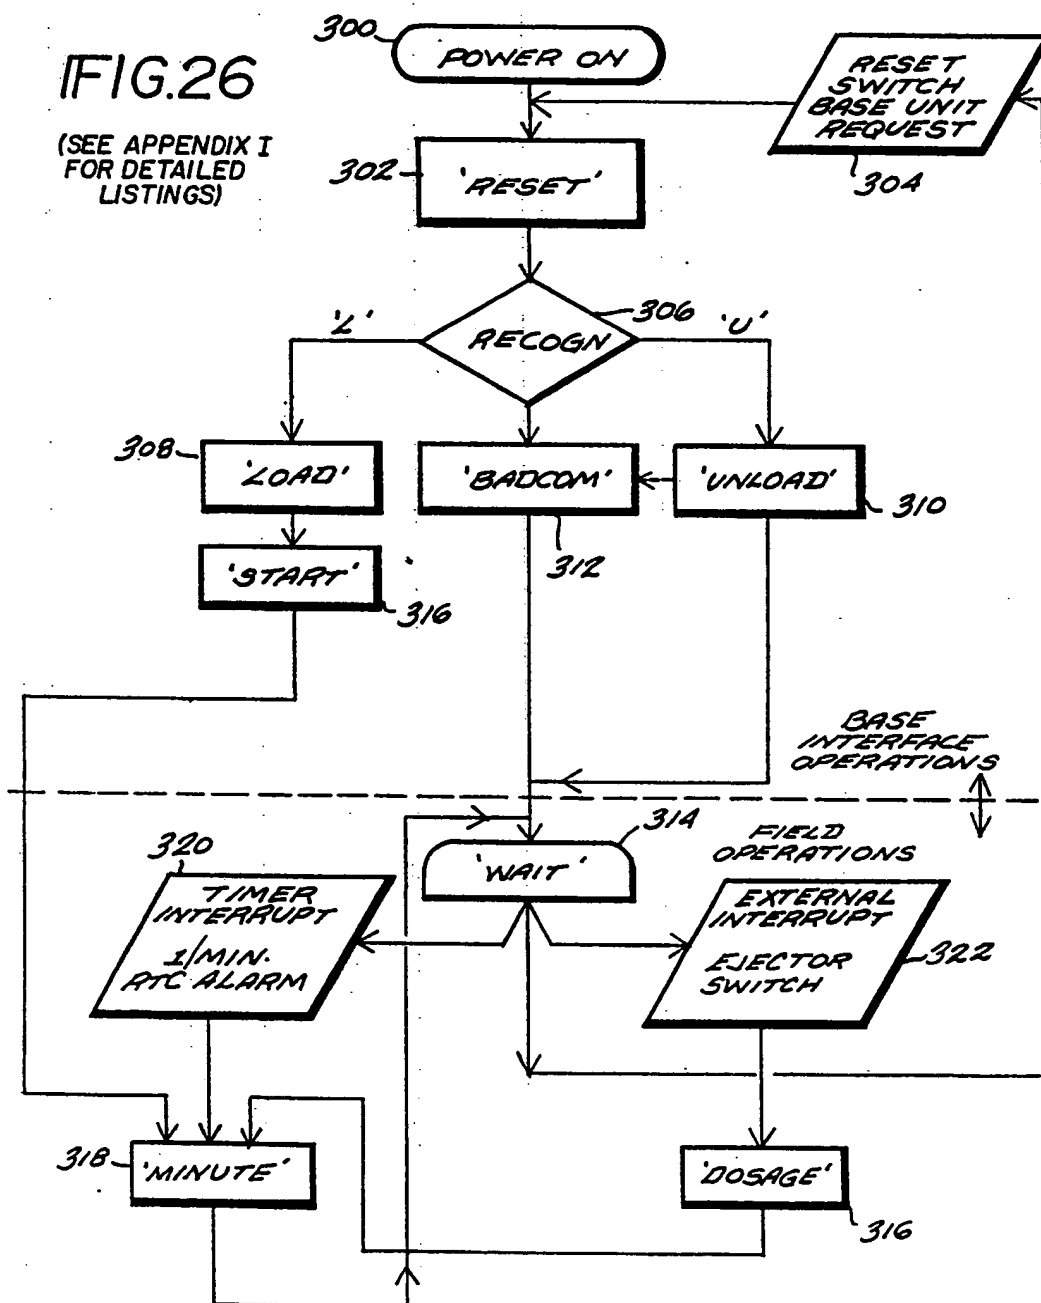 FIG.26
(SEE APPENDIX I
FOR DETAILED
LISTINGS)
300
POWER ON
RESET
SWITCH
BASE UNIT
REQUEST
304
302
'RESET'
306
RECOGN
'L'
'U'
308
'LOAD'
'BADCOM'
'UNLOAD'
310
312
'START'
316
BASE
INTERFACE
OPERATIONS
314
'WAIT'
FIELD
OPERATIONS
320
TIMER
INTERRUPT
1/MIN.
RTC ALARM
EXTERNAL
INTERRUPT
EJECTOR
SWITCH
322
318
'MINUTE'
'DOSAGE'
316